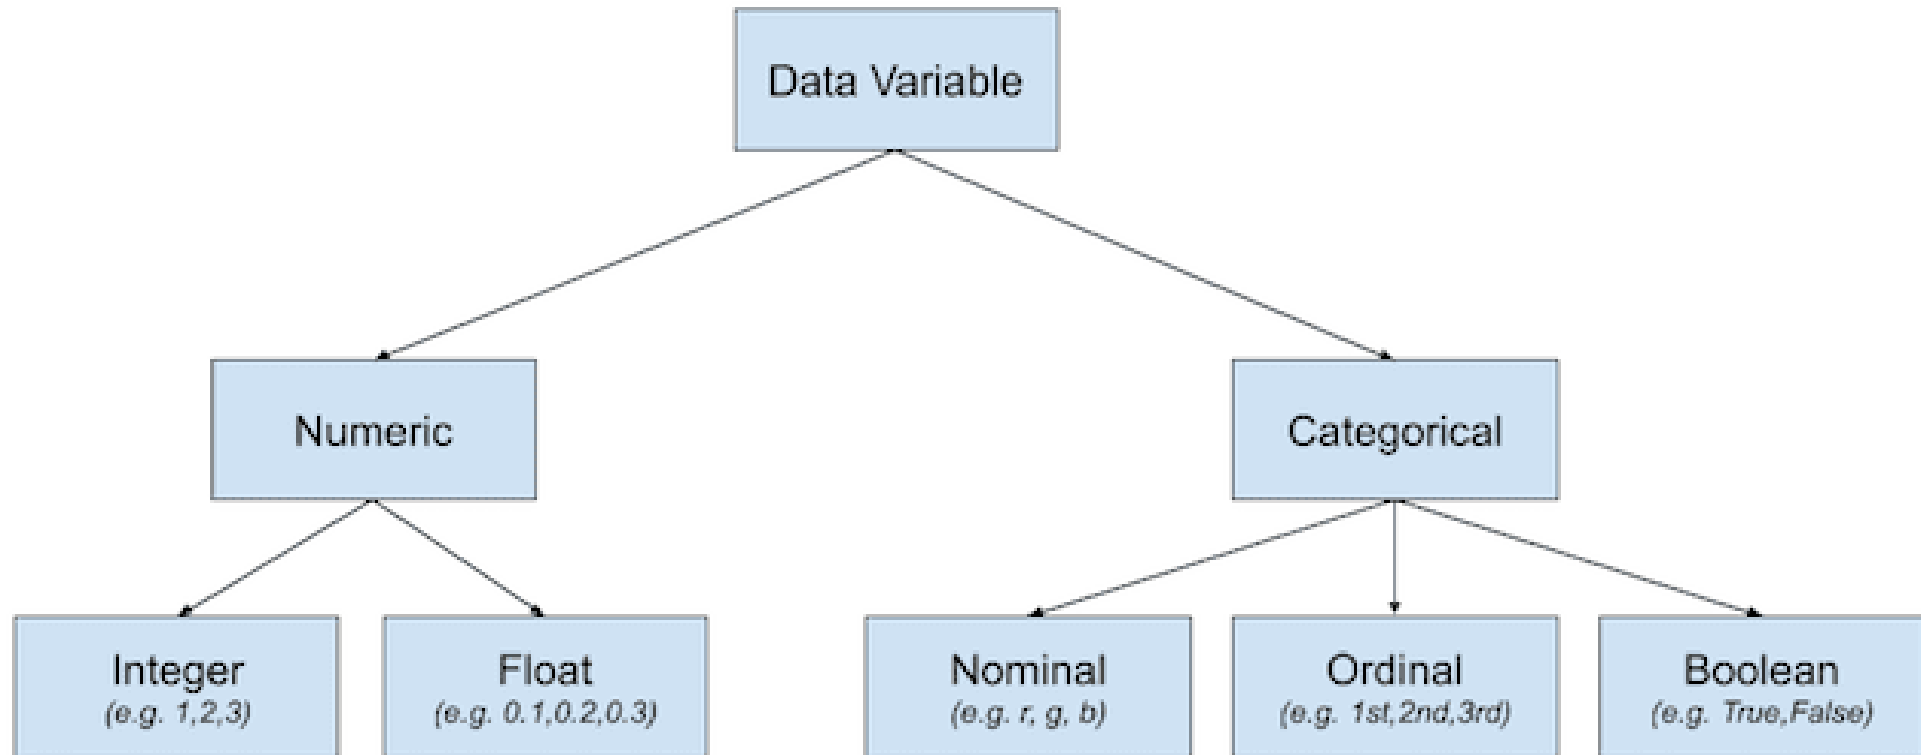 Data Variable
Numeric
Categorical
Integer
(e.g. 1,2,3)
Float
(e.g. 0.1,0.2,0.3)
Nominal
(e.g. r, g, b)
Ordinal
(e.g. 1st,2nd,3rd)
Boolean
(e.g. True,False)